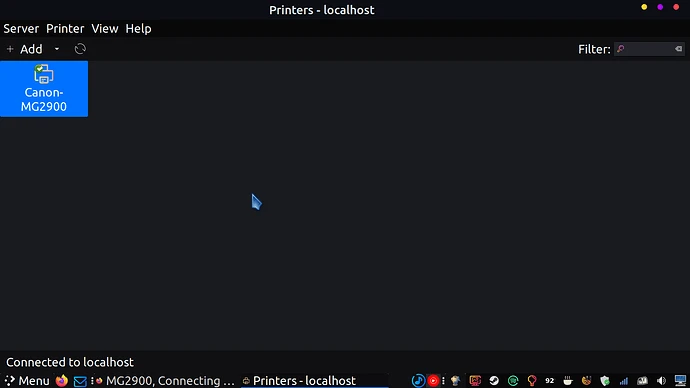 Printers - localhost
Server Printer View Help
Add Filter:
Canon-
MG2900
Connected to localhost
Menu MG2900, Connecting ... Printers - localhost 92